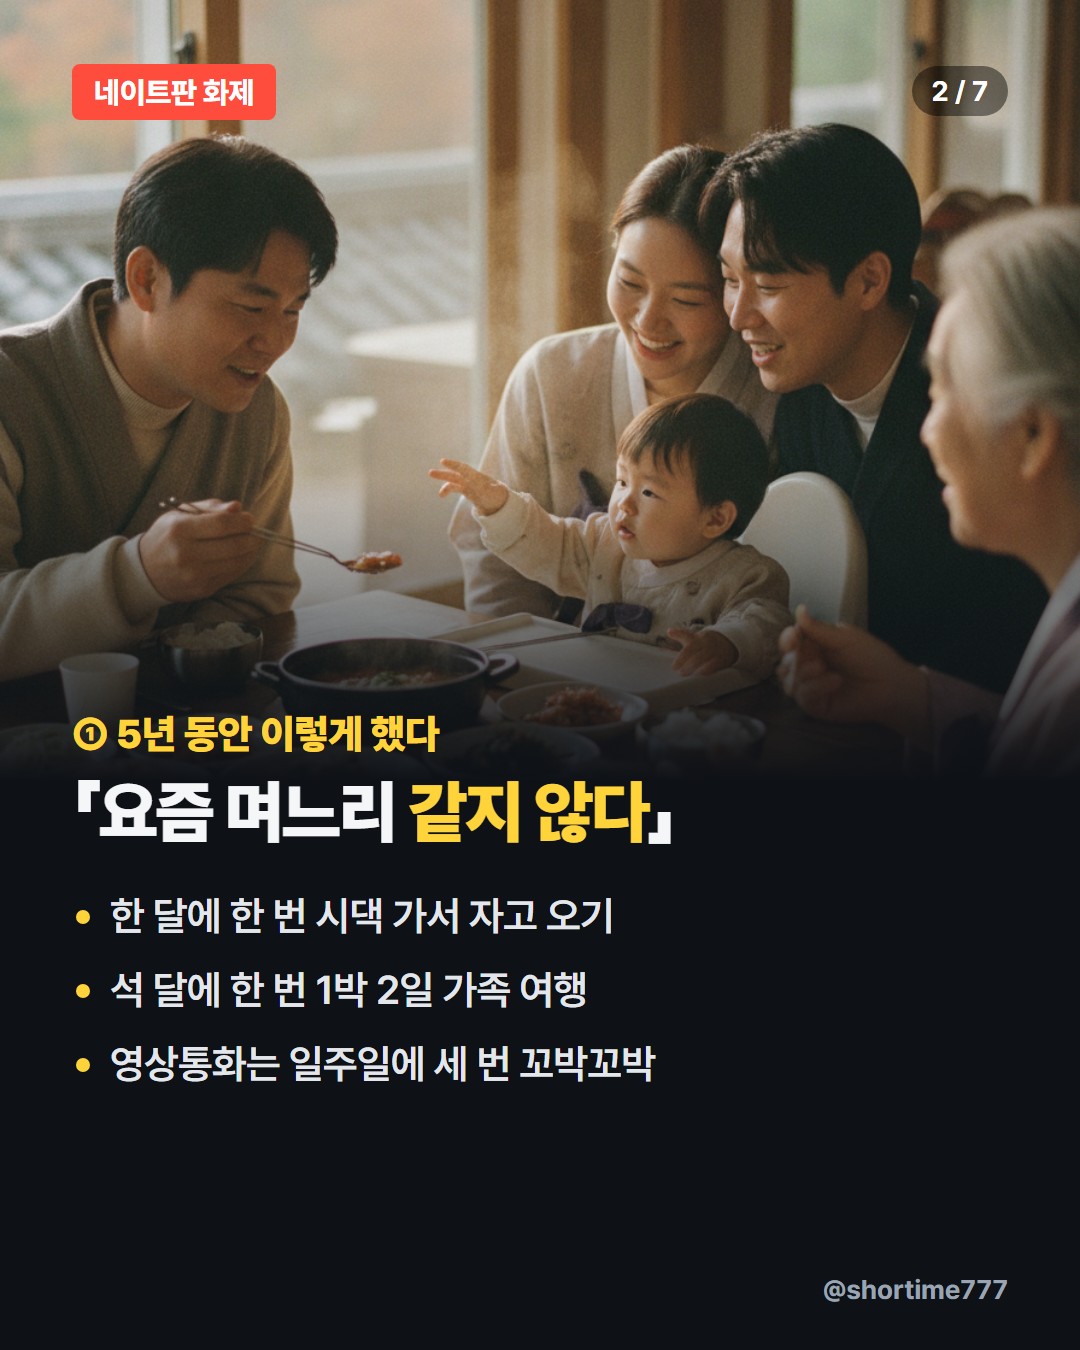 네이트판 화제
2 / 7
① 5년 동안 이렇게 했다
「요즘 며느리 같지 않다」
• 한 달에 한 번 시댁 가서 자고 오기
• 석 달에 한 번 1박 2일 가족 여행
• 영상통화는 일주일에 세 번 꼬박꼬박
@shortime777